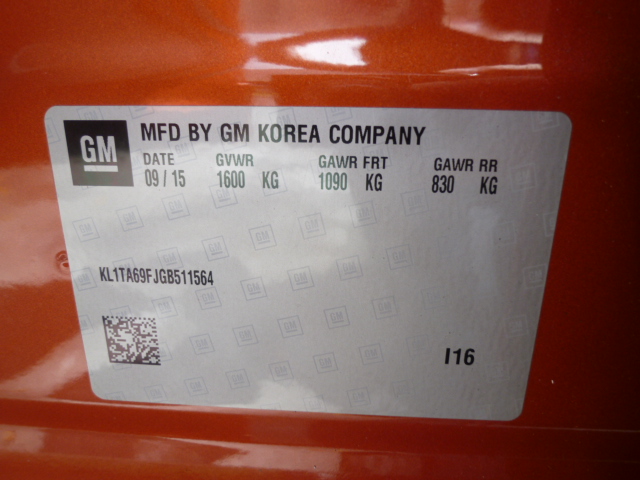 GM MFD BY GM KOREA COMPANY
DATE GVWR GAWR FRT GAWR RR
09 / 15 1600 KG 1090 KG 830 KG
KL1TA69FJGB511564
I16